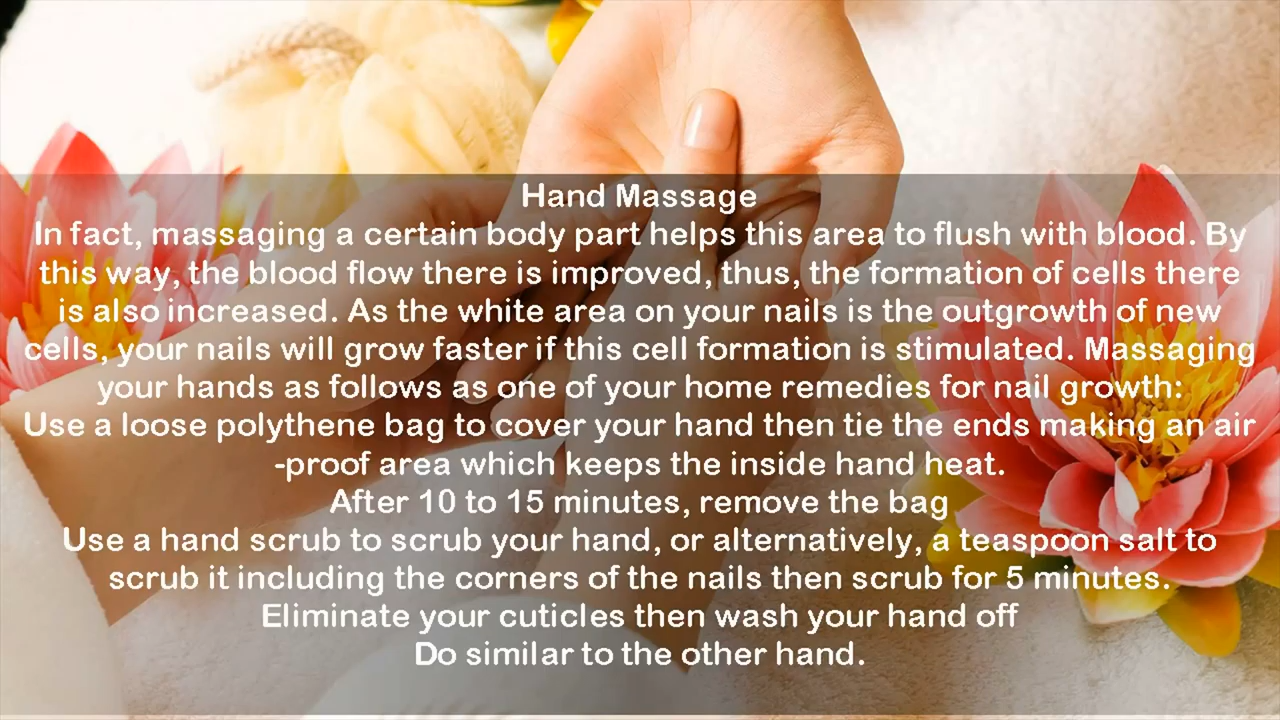 Hand Massage
In fact, massaging a certain body part helps this area to flush with blood. By
this way, the blood flow there is improved, thus, the formation of cells there
is also increased. As the white area on your nails is the outgrowth of new
cells, your nails will grow faster if this cell formation is stimulated. Massaging
your hands as follows as one of your home remedies for nail growth:
Use a loose polythene bag to cover your hand then tie the ends making an air
-proof area which keeps the inside hand heat.
After 10 to 15 minutes, remove the bag
Use a hand scrub to scrub your hand, or alternatively, a teaspoon salt to
scrub it including the corners of the nails then scrub for 5 minutes.
Eliminate your cuticles then wash your hand off
Do similar to the other hand.